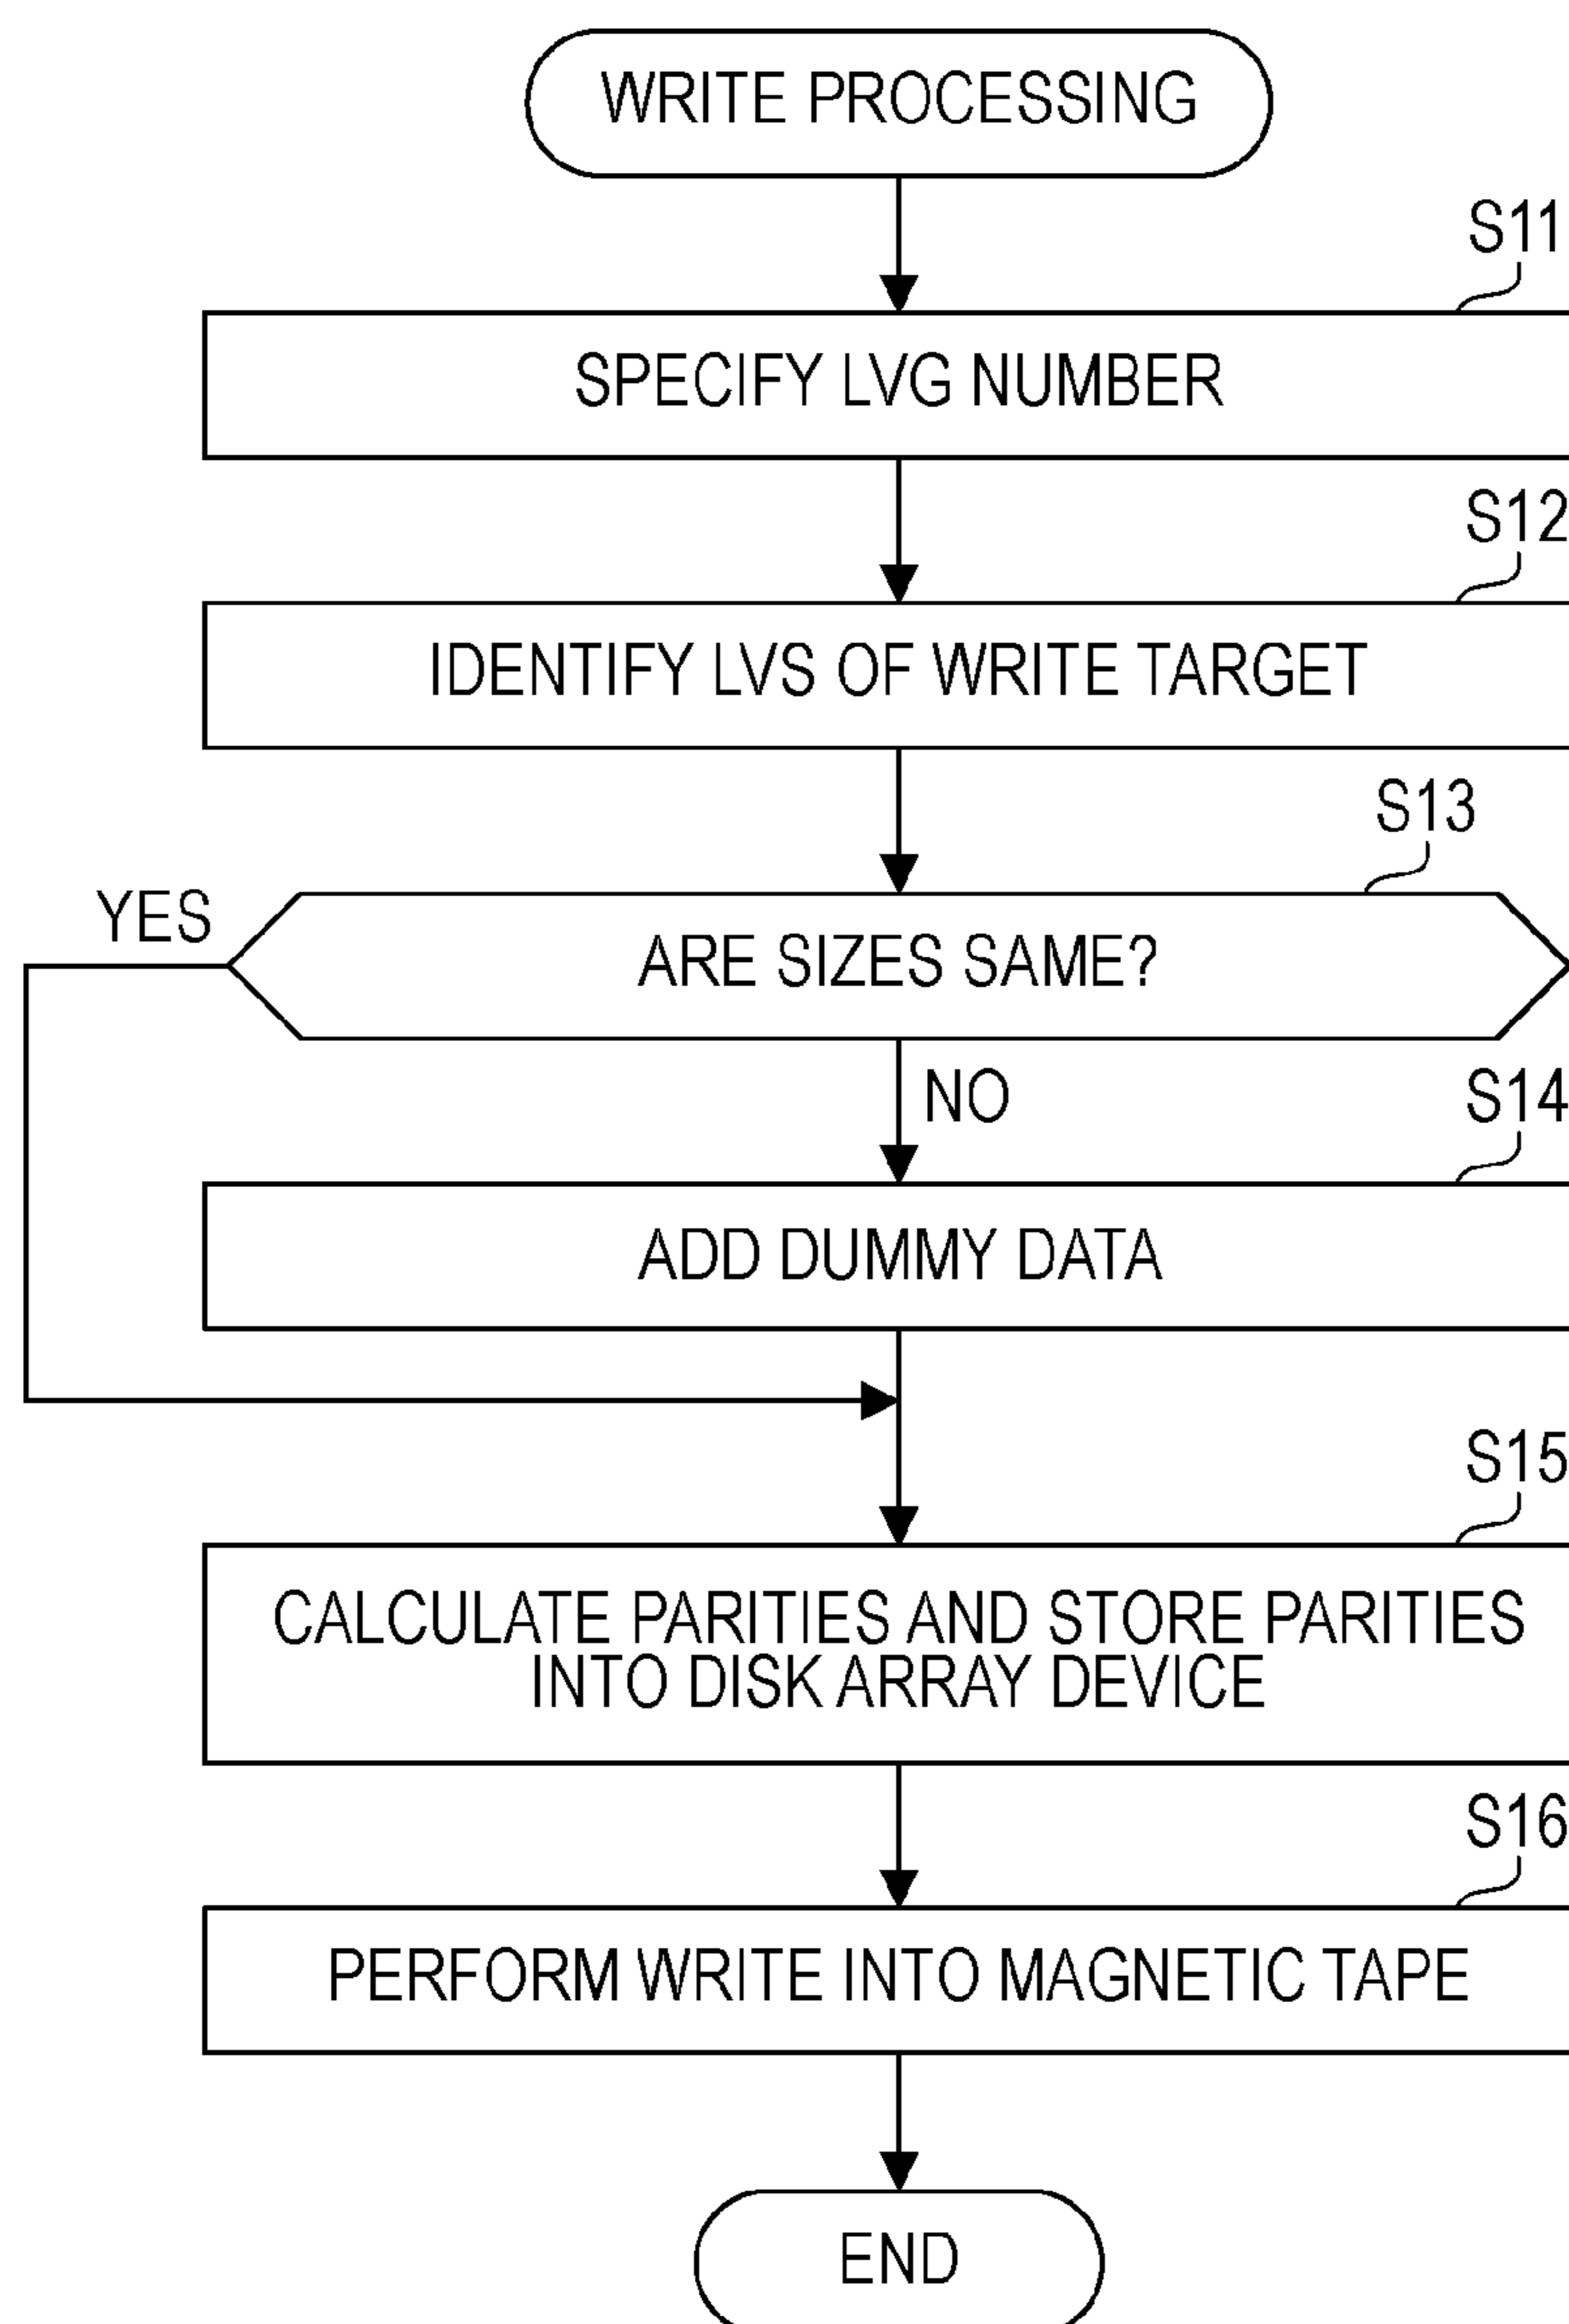 WRITE PROCESSING
S11
SPECIFY LVG NUMBER
S12
IDENTIFY LVS OF WRITE TARGET
S13
YES
ARE SIZES SAME?
NO
S14
ADD DUMMY DATA
S15
CALCULATE PARITIES AND STORE PARITIES
INTO DISK ARRAY DEVICE
S16
PERFORM WRITE INTO MAGNETIC TAPE
END